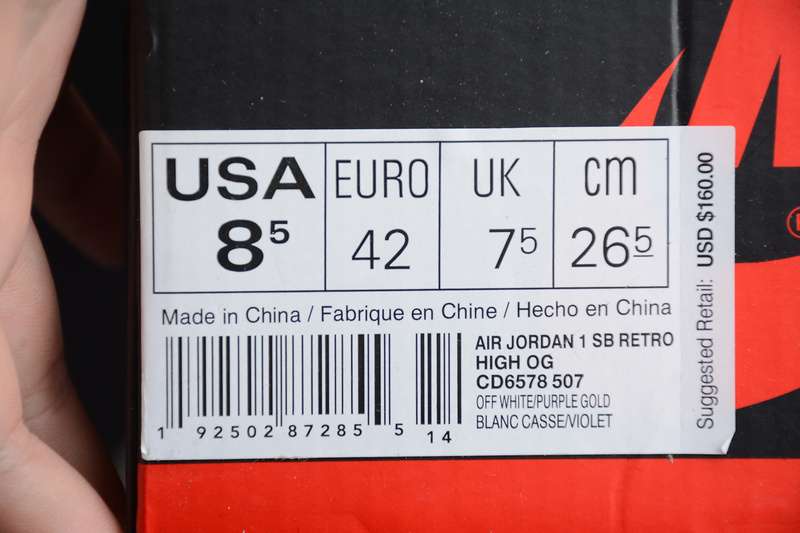 USA EURO UK cm
8⁵ 42 7⁵ 26⁵
Made in China / Fabrique en Chine / Hecho en China
AIR JORDAN 1 SB RETRO
HIGH OG
CD6578 507
OFF WHITE/PURPLE GOLD
BLANC CASSE/VIOLET
1 92502 87285 5 14
Suggested Retail: USD $160.00